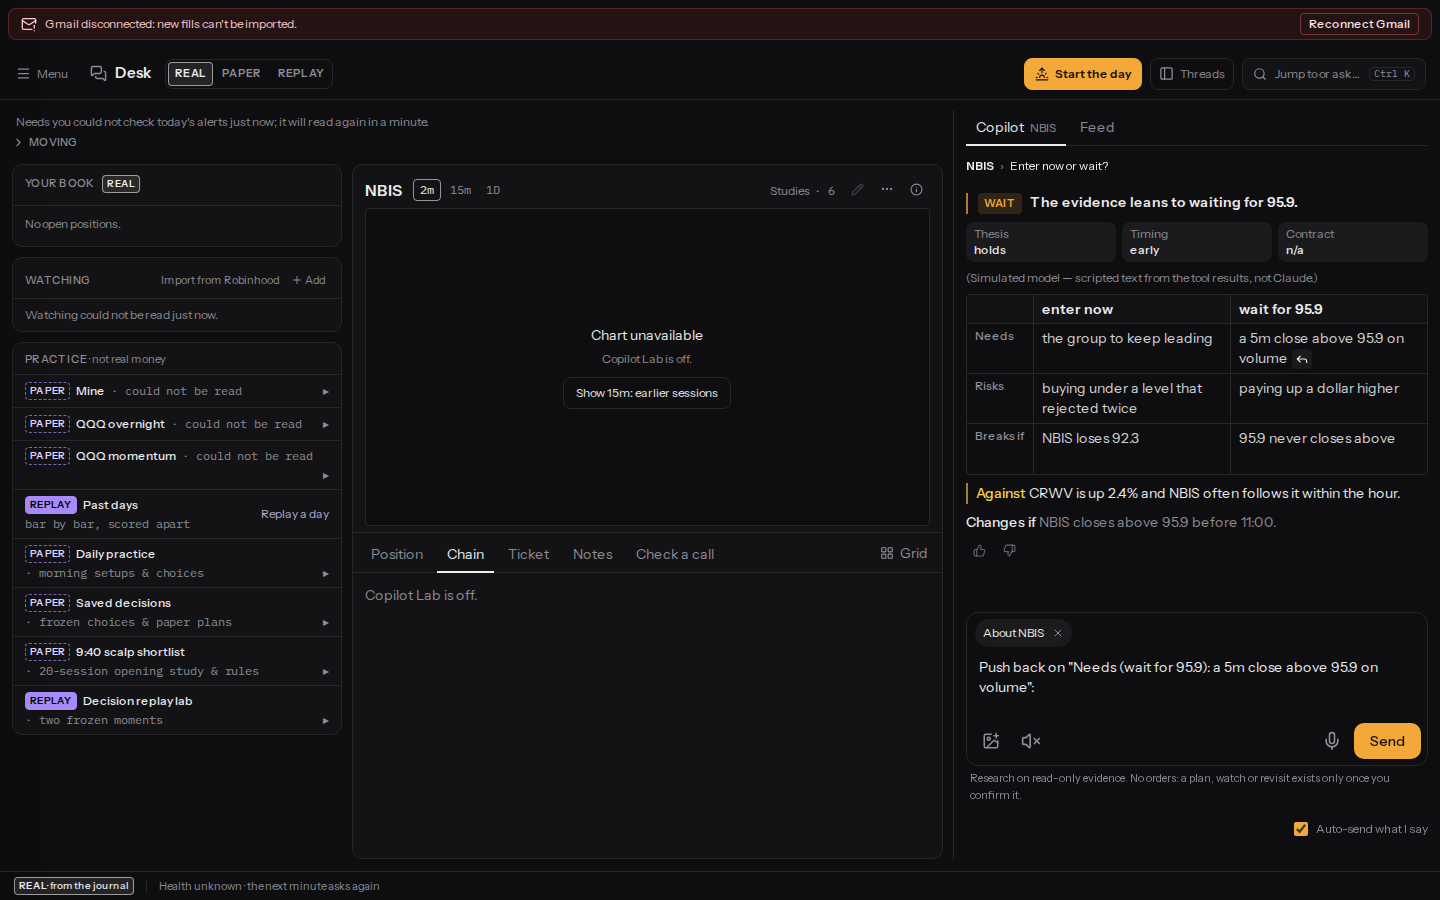 Gmail disconnected: new fills can't be imported.
Reconnect Gmail
Menu
Desk
REAL
PAPER
REPLAY
Start the day
Threads
Jump to or ask...
Ctrl K
Needs you could not check today's alerts just now; it will read again in a minute.
MOVING
YOUR BOOK REAL
No open positions.
WATCHING
Import from Robinhood
+ Add
Watching could not be read just now.
PRACTICE · not real money
PAPER Mine · could not be read
PAPER QQQ overnight · could not be read
PAPER QQQ momentum · could not be read
REPLAY Past days
bar by bar, scored apart
Replay a day
PAPER Daily practice
· morning setups & choices
PAPER Saved decisions
· frozen choices & paper plans
PAPER 9:40 scalp shortlist
· 20-session opening study & rules
REPLAY Decision replay lab
· two frozen moments
NBIS
2m
15m
1D
Studies · 6
Chart unavailable
Copilot Lab is off.
Show 15m: earlier sessions
Position
Chain
Ticket
Notes
Check a call
Grid
Copilot Lab is off.
Copilot NBIS
Feed
NBIS › Enter now or wait?
WAIT The evidence leans to waiting for 95.9.
Thesis
holds
Timing
early
Contract
n/a
(Simulated model — scripted text from the tool results, not Claude.)
enter now
wait for 95.9
Needs
the group to keep leading
a 5m close above 95.9 on
volume
Risks
buying under a level that
rejected twice
paying up a dollar higher
Breaks if
NBIS loses 92.3
95.9 never closes above
Against CRWV is up 2.4% and NBIS often follows it within the hour.
Changes if NBIS closes above 95.9 before 11:00.
About NBIS ×
Push back on "Needs (wait for 95.9): a 5m close above 95.9 on
volume":
Send
Research on read-only evidence. No orders: a plan, watch or revisit exists only once you
confirm it.
Auto-send what I say
REAL · from the journal
Health unknown · the next minute asks again